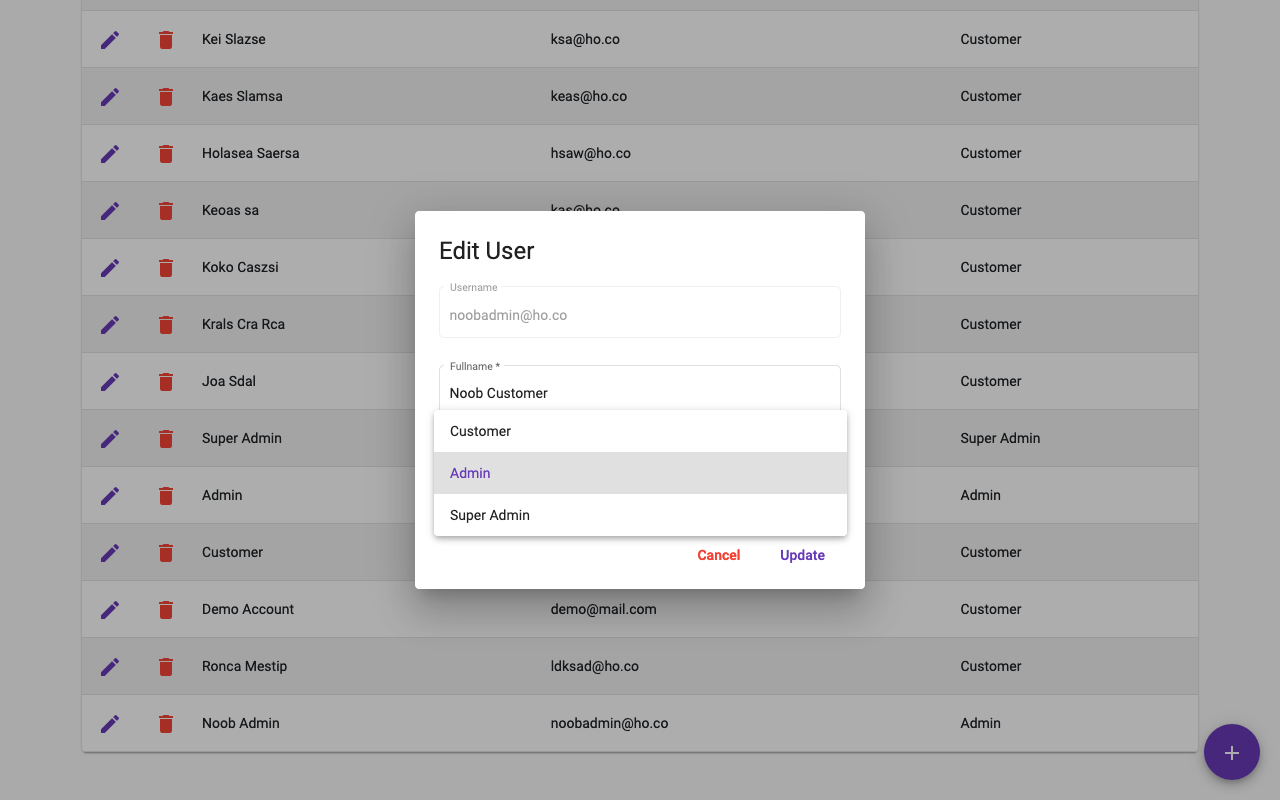 Kei Slazse ksa@ho.co Customer
Kaes Slamsa keas@ho.co Customer
Holasea Saersa hsaw@ho.co Customer
Keoas sa kas@ho.co Customer
Koko Caszsi Customer
Krals Cra Rca Customer
Joa Sdal Customer
Super Admin Super Admin
Admin Admin
Customer Customer
Demo Account demo@mail.com Customer
Ronca Mestip ldksad@ho.co Customer
Noob Admin noobadmin@ho.co Admin
Edit User
Username
noobadmin@ho.co
Fullname *
Noob Customer
Customer
Admin
Super Admin
Cancel Update